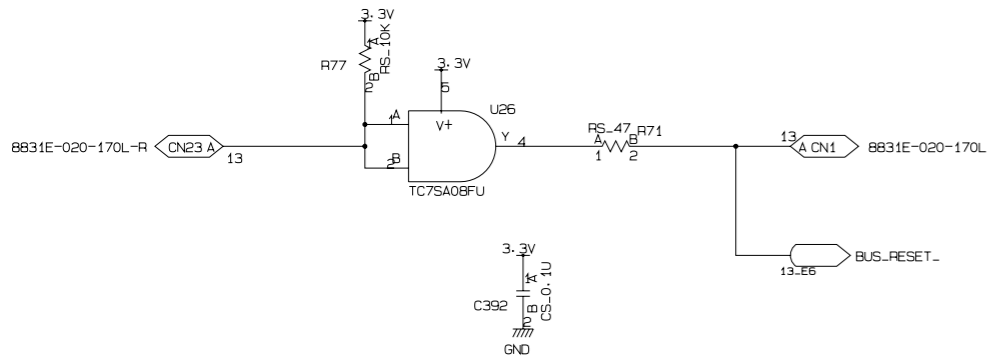 3.3V
A
1
R77
RS_10K
B
2
3.3V
5
U26
A
1
V+
Y
4
RS_47
R71
A
B
1
2
13
8831E-020-170L-R
CN23 A
13
A CN1
8831E-020-170L
B
2
TC7SA08FU
3.3V
A
1
C392
CS_0.1U
B
2
GND
13_E6
BUS_RESET_